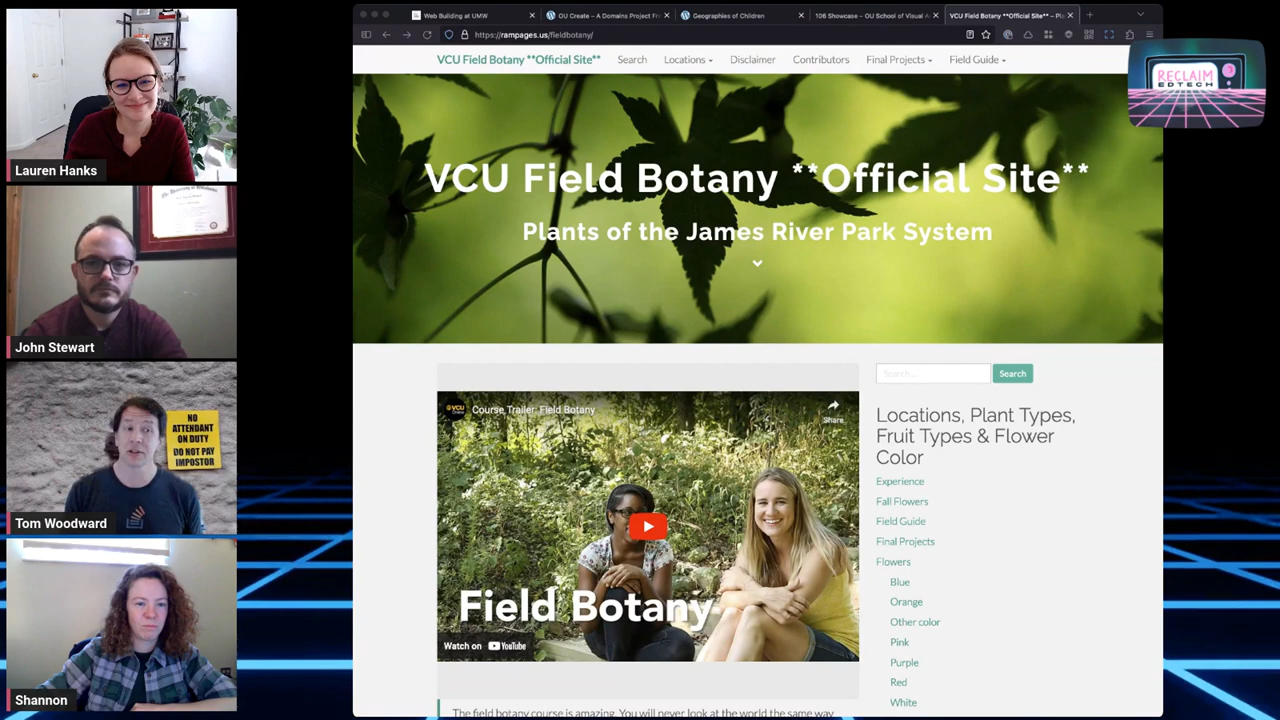 Lauren Hanks
John Stewart
NO
ATTENDANT
ON DUTY
DO NOT PAY
IMPOSTOR
Tom Woodward
Shannon
Web Building at UMW
OU Create – A Domains Project Fr
Geographies of Children
106 Showcase – OU School of Visual A
VCU Field Botany **Official Site** – Pl
https://rampages.us/fieldbotany/
RECLAIM
EDTECH
VCU Field Botany **Official Site**
Search
Locations
Disclaimer
Contributors
Final Projects
Field Guide
VCU Field Botany **Official Site**
Plants of the James River Park System
VCU
Course Trailer: Field Botany
Share
Field Botany
Watch on YouTube
The field botany course is amazing. You will never look at the world the same way
Search...
Search
Locations, Plant Types,
Fruit Types & Flower
Color
Experience
Fall Flowers
Field Guide
Final Projects
Flowers
Blue
Orange
Other color
Pink
Purple
Red
White